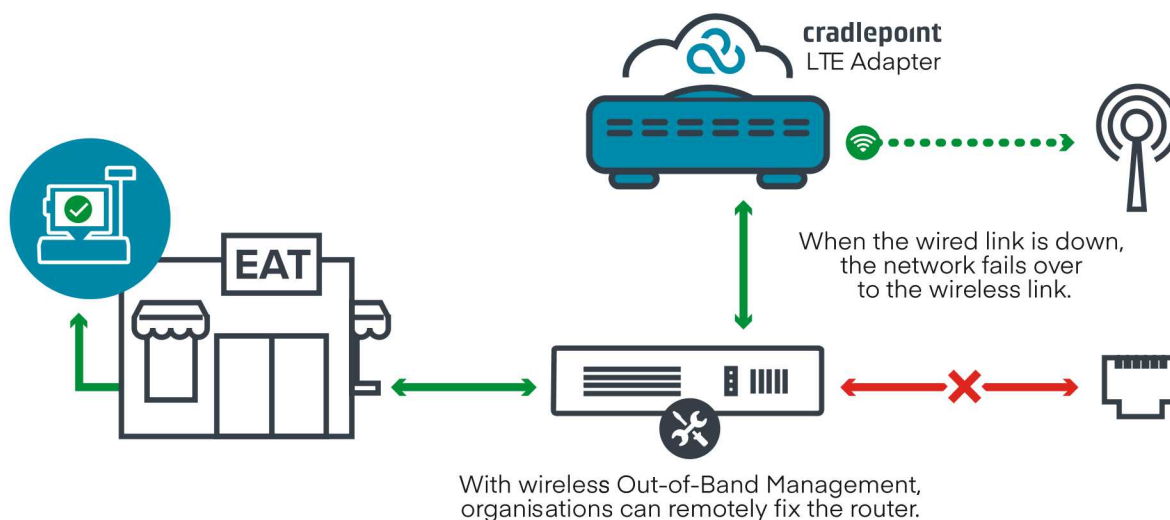 cradlepoint
LTE Adapter
EAT
When the wired link is down,
the network fails over
to the wireless link.
With wireless Out-of-Band Management,
organisations can remotely fix the router.